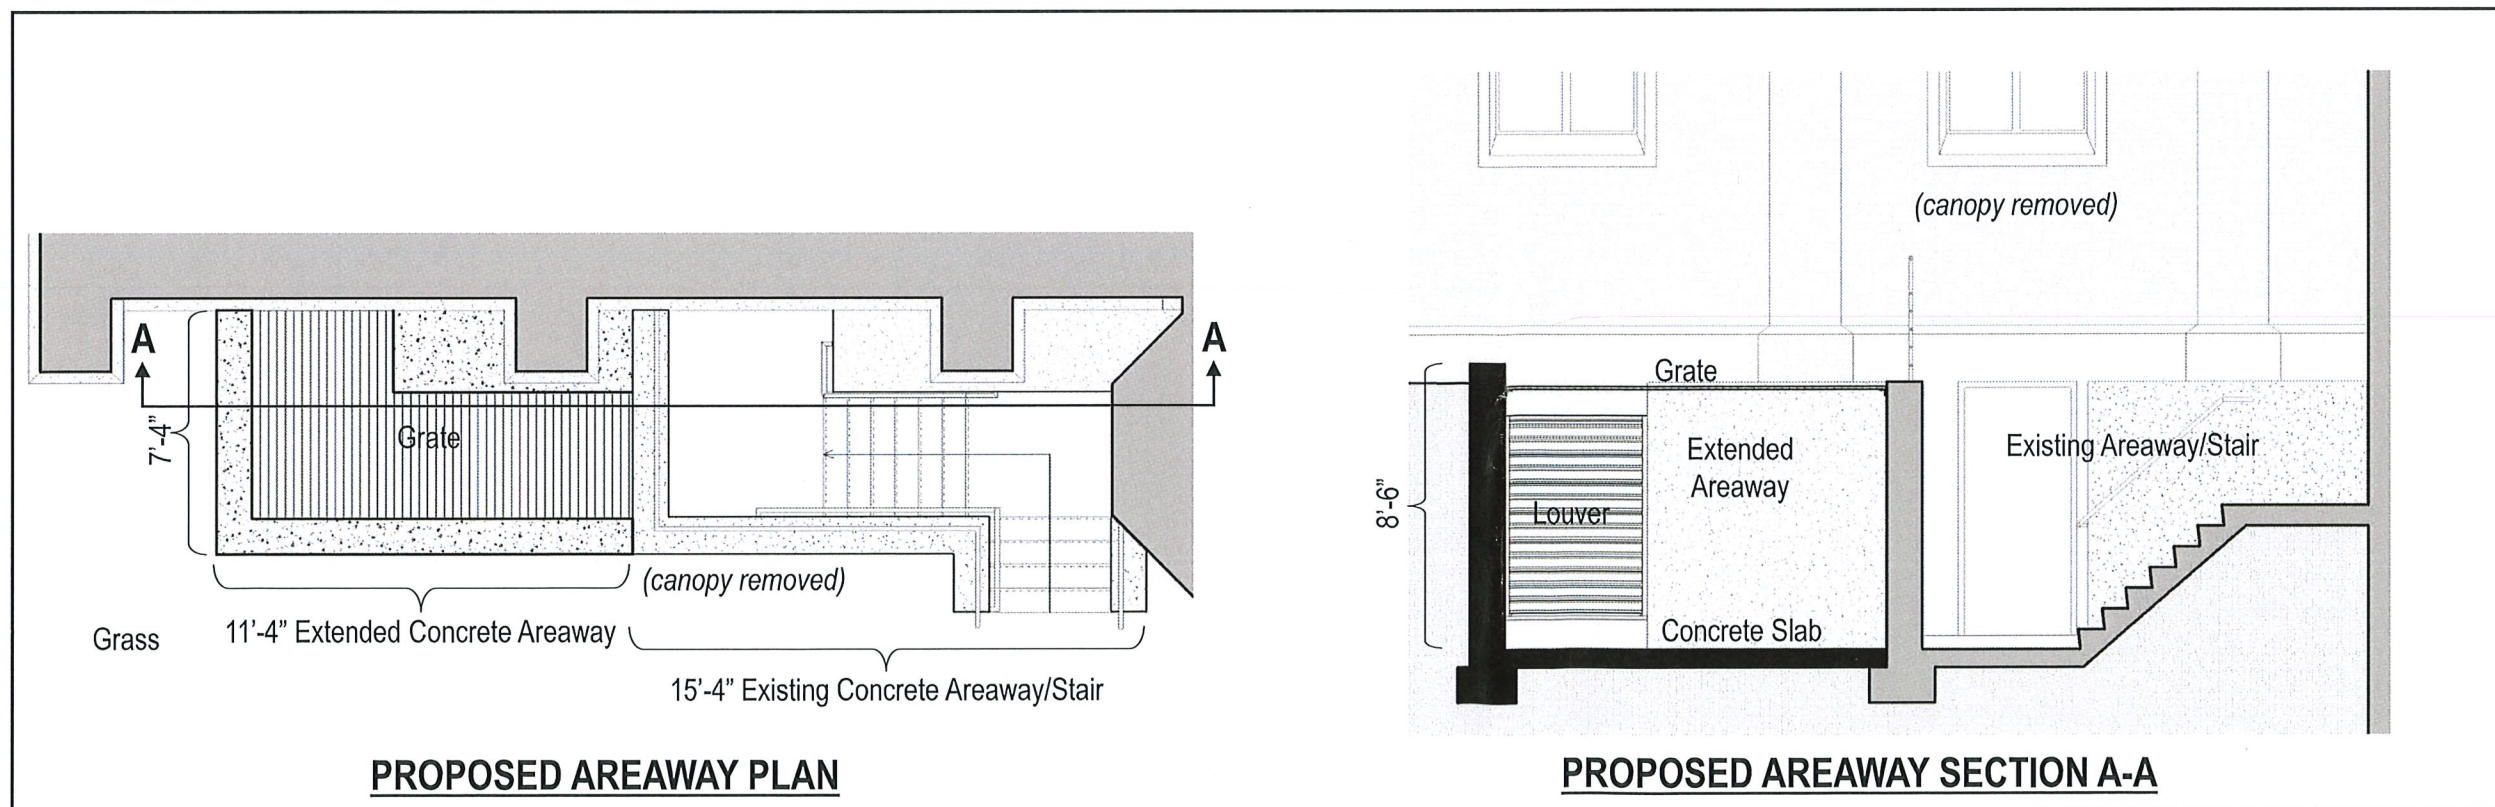 A
A
7’-4”
Grate
(canopy removed)
11’-4” Extended Concrete Areaway
Grass
15’-4” Existing Concrete Areaway/Stair
PROPOSED AREAWAY PLAN
(canopy removed)
Grate
8’-6”
Extended
Areaway
Existing Areaway/Stair
Louver
Concrete Slab
PROPOSED AREAWAY SECTION A-A